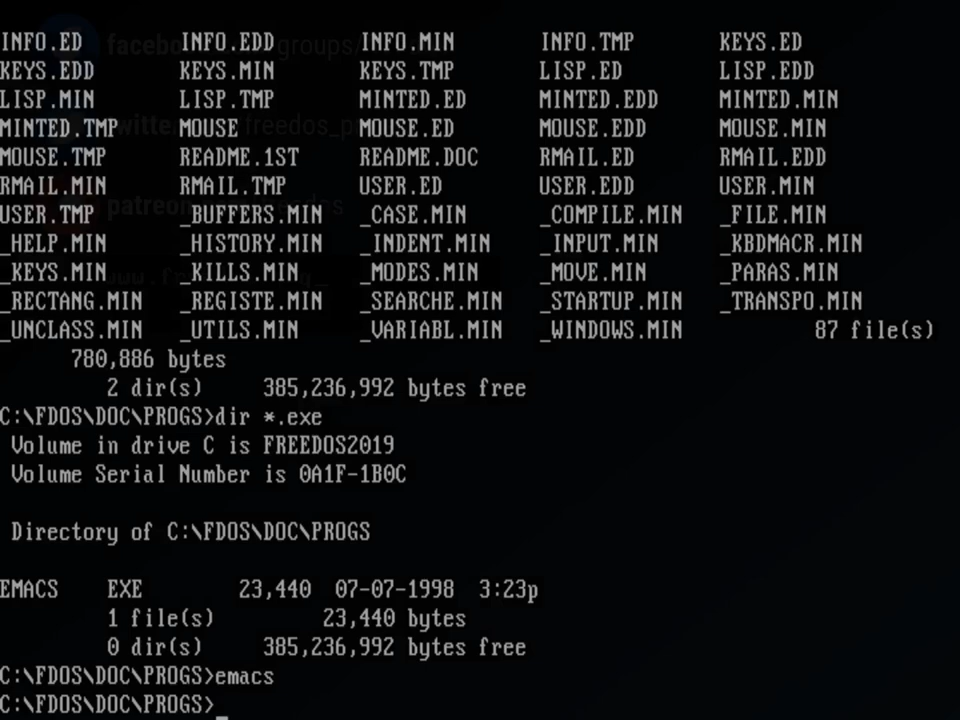 INFO.ED INFO.EDD INFO.MIN INFO.TMP KEYS.ED
KEYS.EDD KEYS.MIN KEYS.TMP LISP.ED LISP.EDD
LISP.MIN LISP.TMP MINTED.ED MINTED.EDD MINTED.MIN
MINTED.TMP MOUSE MOUSE.ED MOUSE.EDD MOUSE.MIN
MOUSE.TMP README.1ST README.DOC RMAIL.ED RMAIL.EDD
RMAIL.MIN RMAIL.TMP USER.ED USER.EDD USER.MIN
USER.TMP _BUFFERS.MIN _CASE.MIN _COMPILE.MIN _FILE.MIN
_HELP.MIN _HISTORY.MIN _INDENT.MIN _INPUT.MIN _KBDMACR.MIN
_KEYS.MIN _KILLS.MIN _MODES.MIN _MOVE.MIN _PARAS.MIN
_RECTANG.MIN _REGISTE.MIN _SEARCHE.MIN _STARTUP.MIN _TRANSPO.MIN
_UNCLASS.MIN _UTILS.MIN _VARIABL.MIN _WINDOWS.MIN 87 file(s)
780,886 bytes
2 dir(s) 385,236,992 bytes free
C:\FDOS\DOC\PROGS>dir *.exe
Volume in drive C is FREEDOS2019
Volume Serial Number is 0A1F-1B0C
Directory of C:\FDOS\DOC\PROGS
EMACS EXE 23,440 07-07-1998 3:23p
1 file(s) 23,440 bytes
0 dir(s) 385,236,992 bytes free
C:\FDOS\DOC\PROGS>emacs
C:\FDOS\DOC\PROGS>_